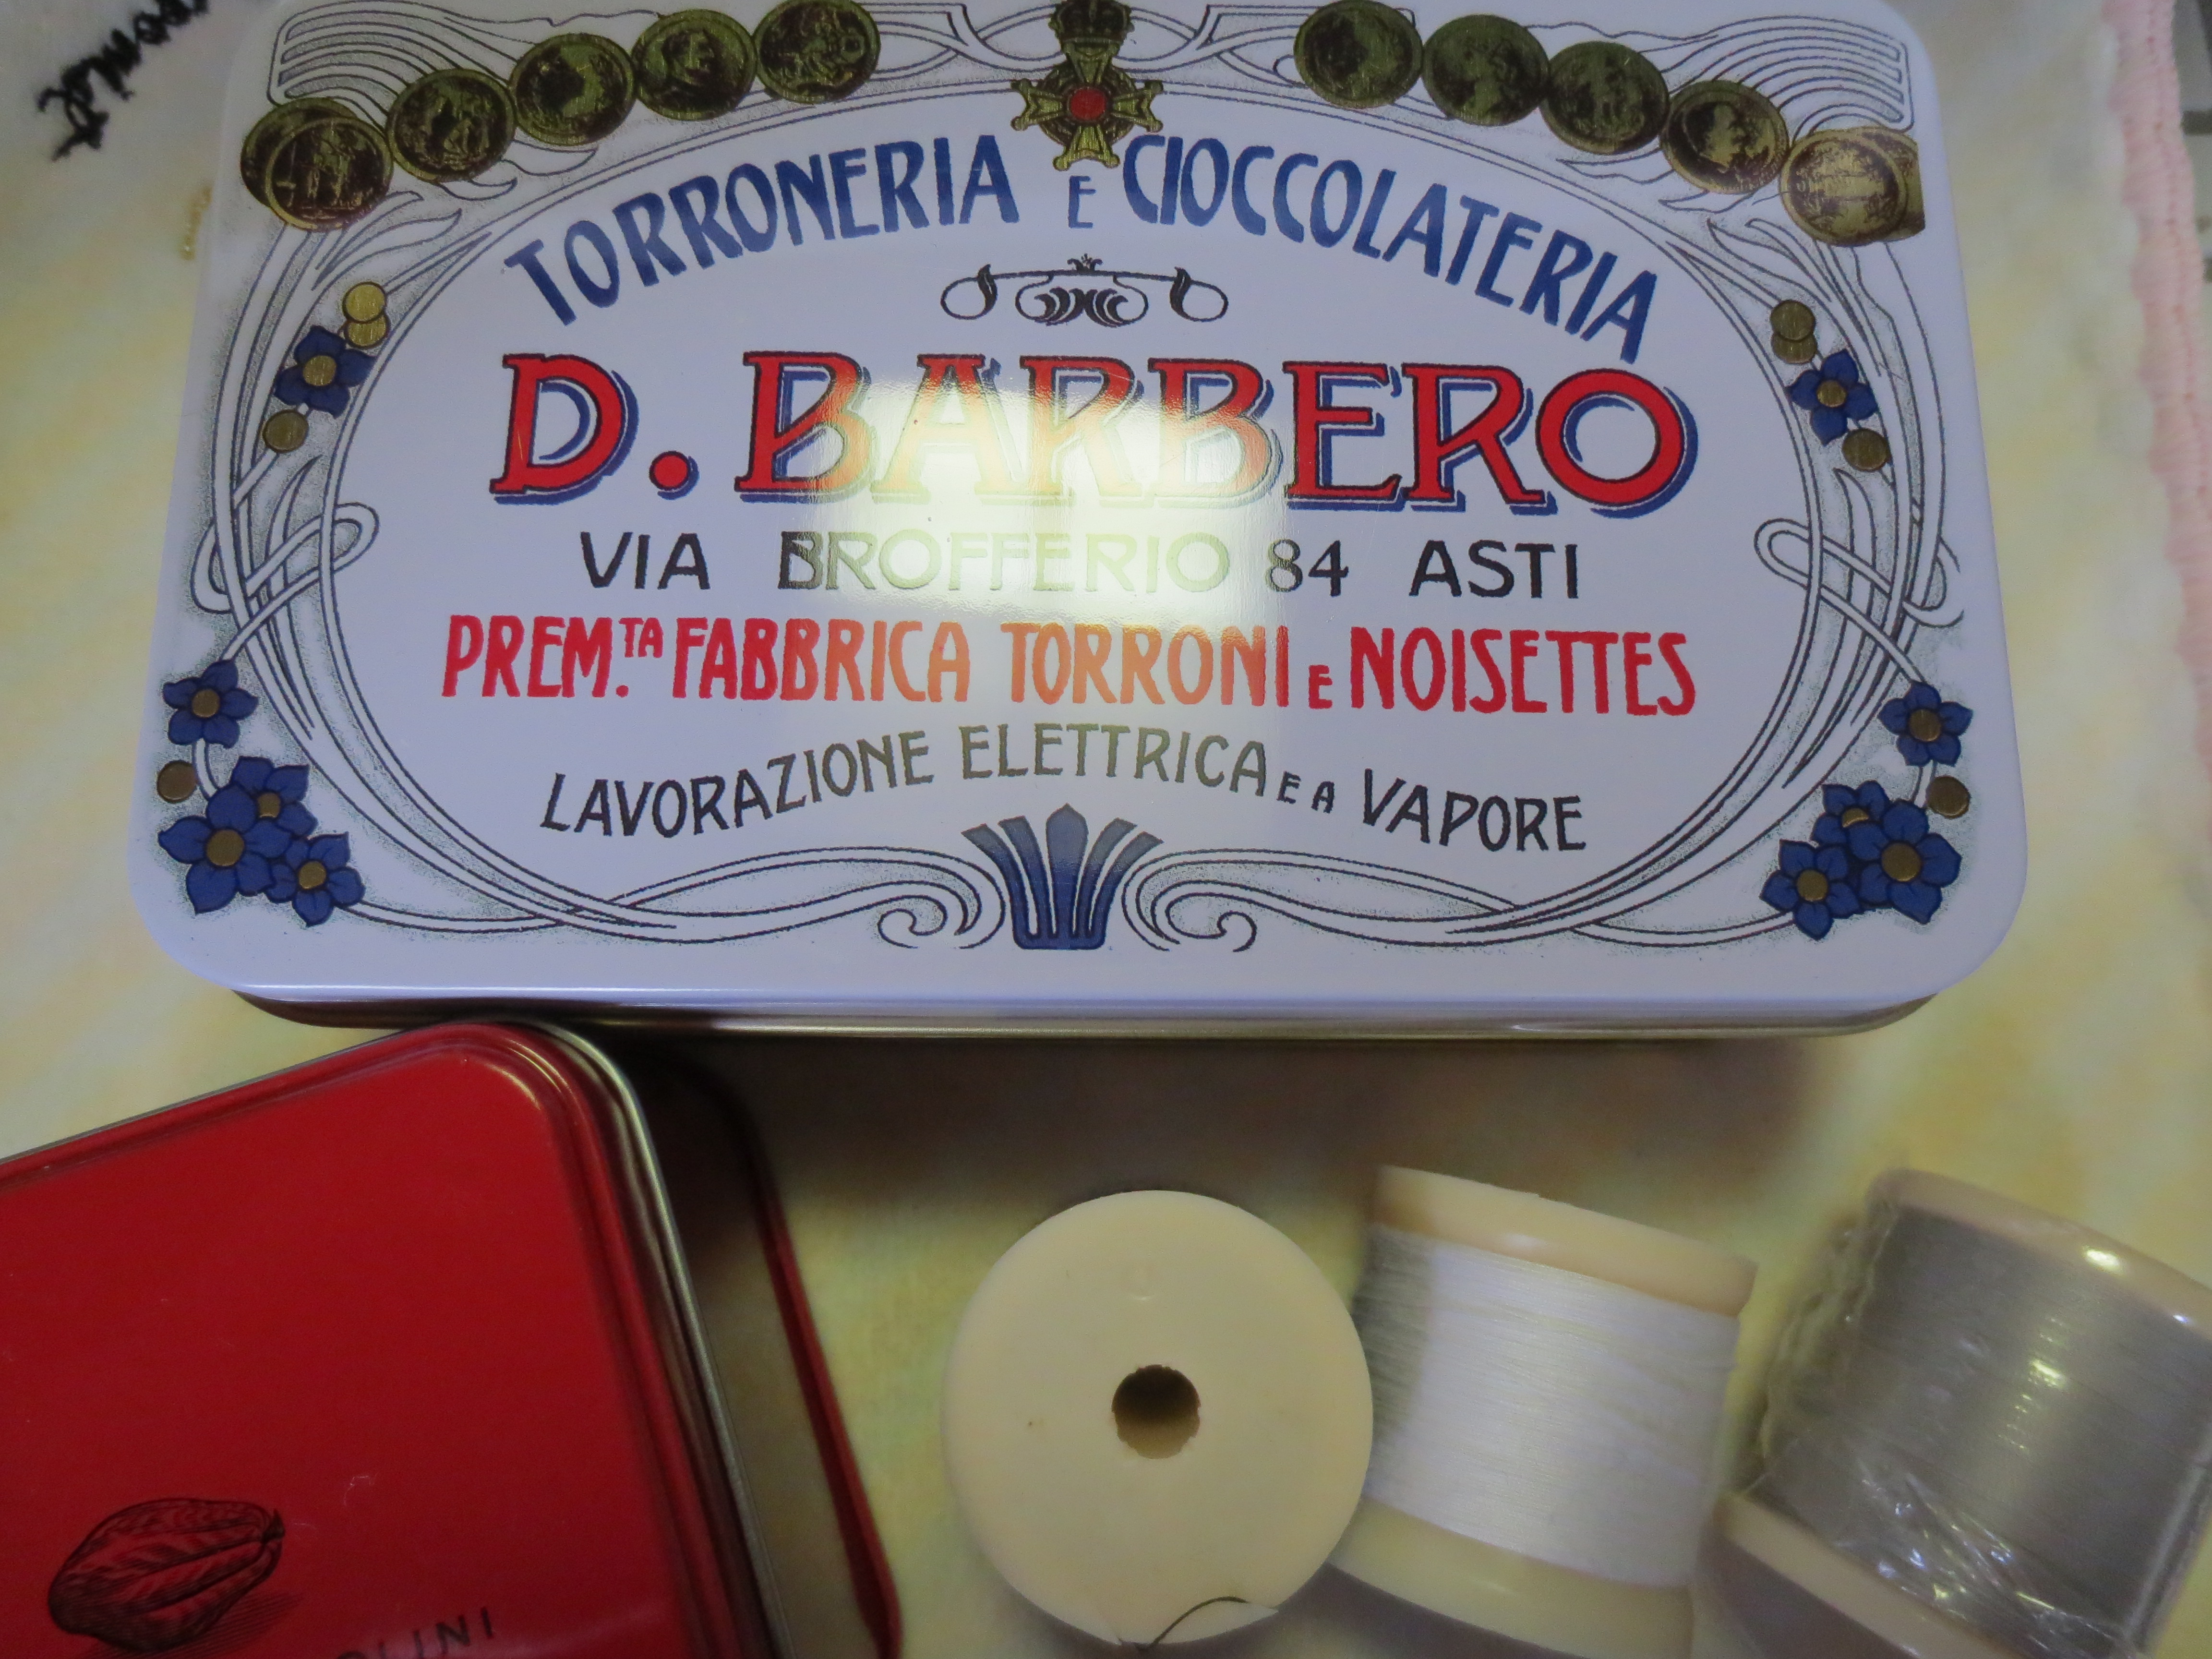 TORRONERIA E CIOCCOLATERIA
D. BARBERO
VIA BROFFERIO 84 ASTI
PREM.TA FABBRICA TORRONI E NOISETTES
LAVORAZIONE ELETTRICA E A VAPORE